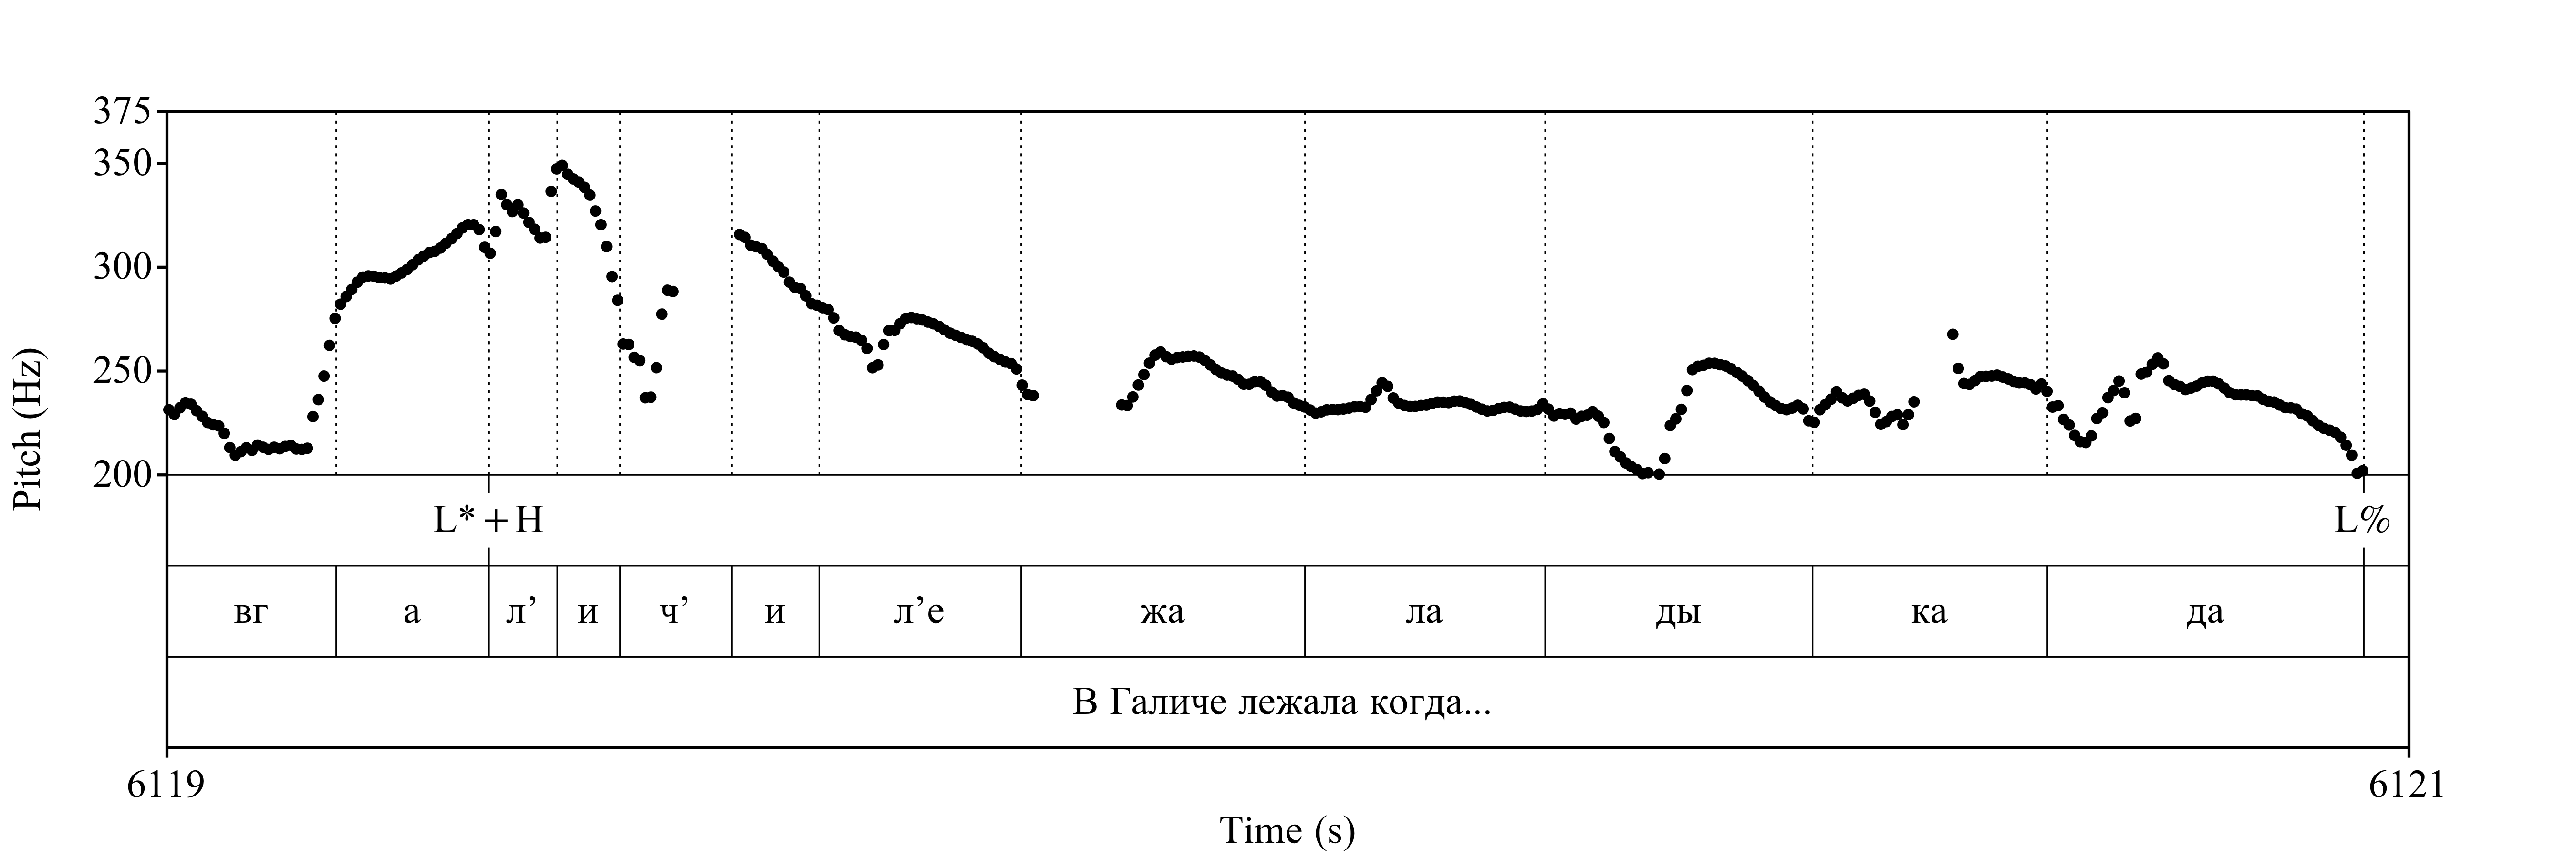 375
350
300
250
200
Pitch (Hz)
L*+H L%
вг а л’ и ч’ и л’е жа ла ды ка да
В Галиче лежала когда...
6119 6121
Time (s)